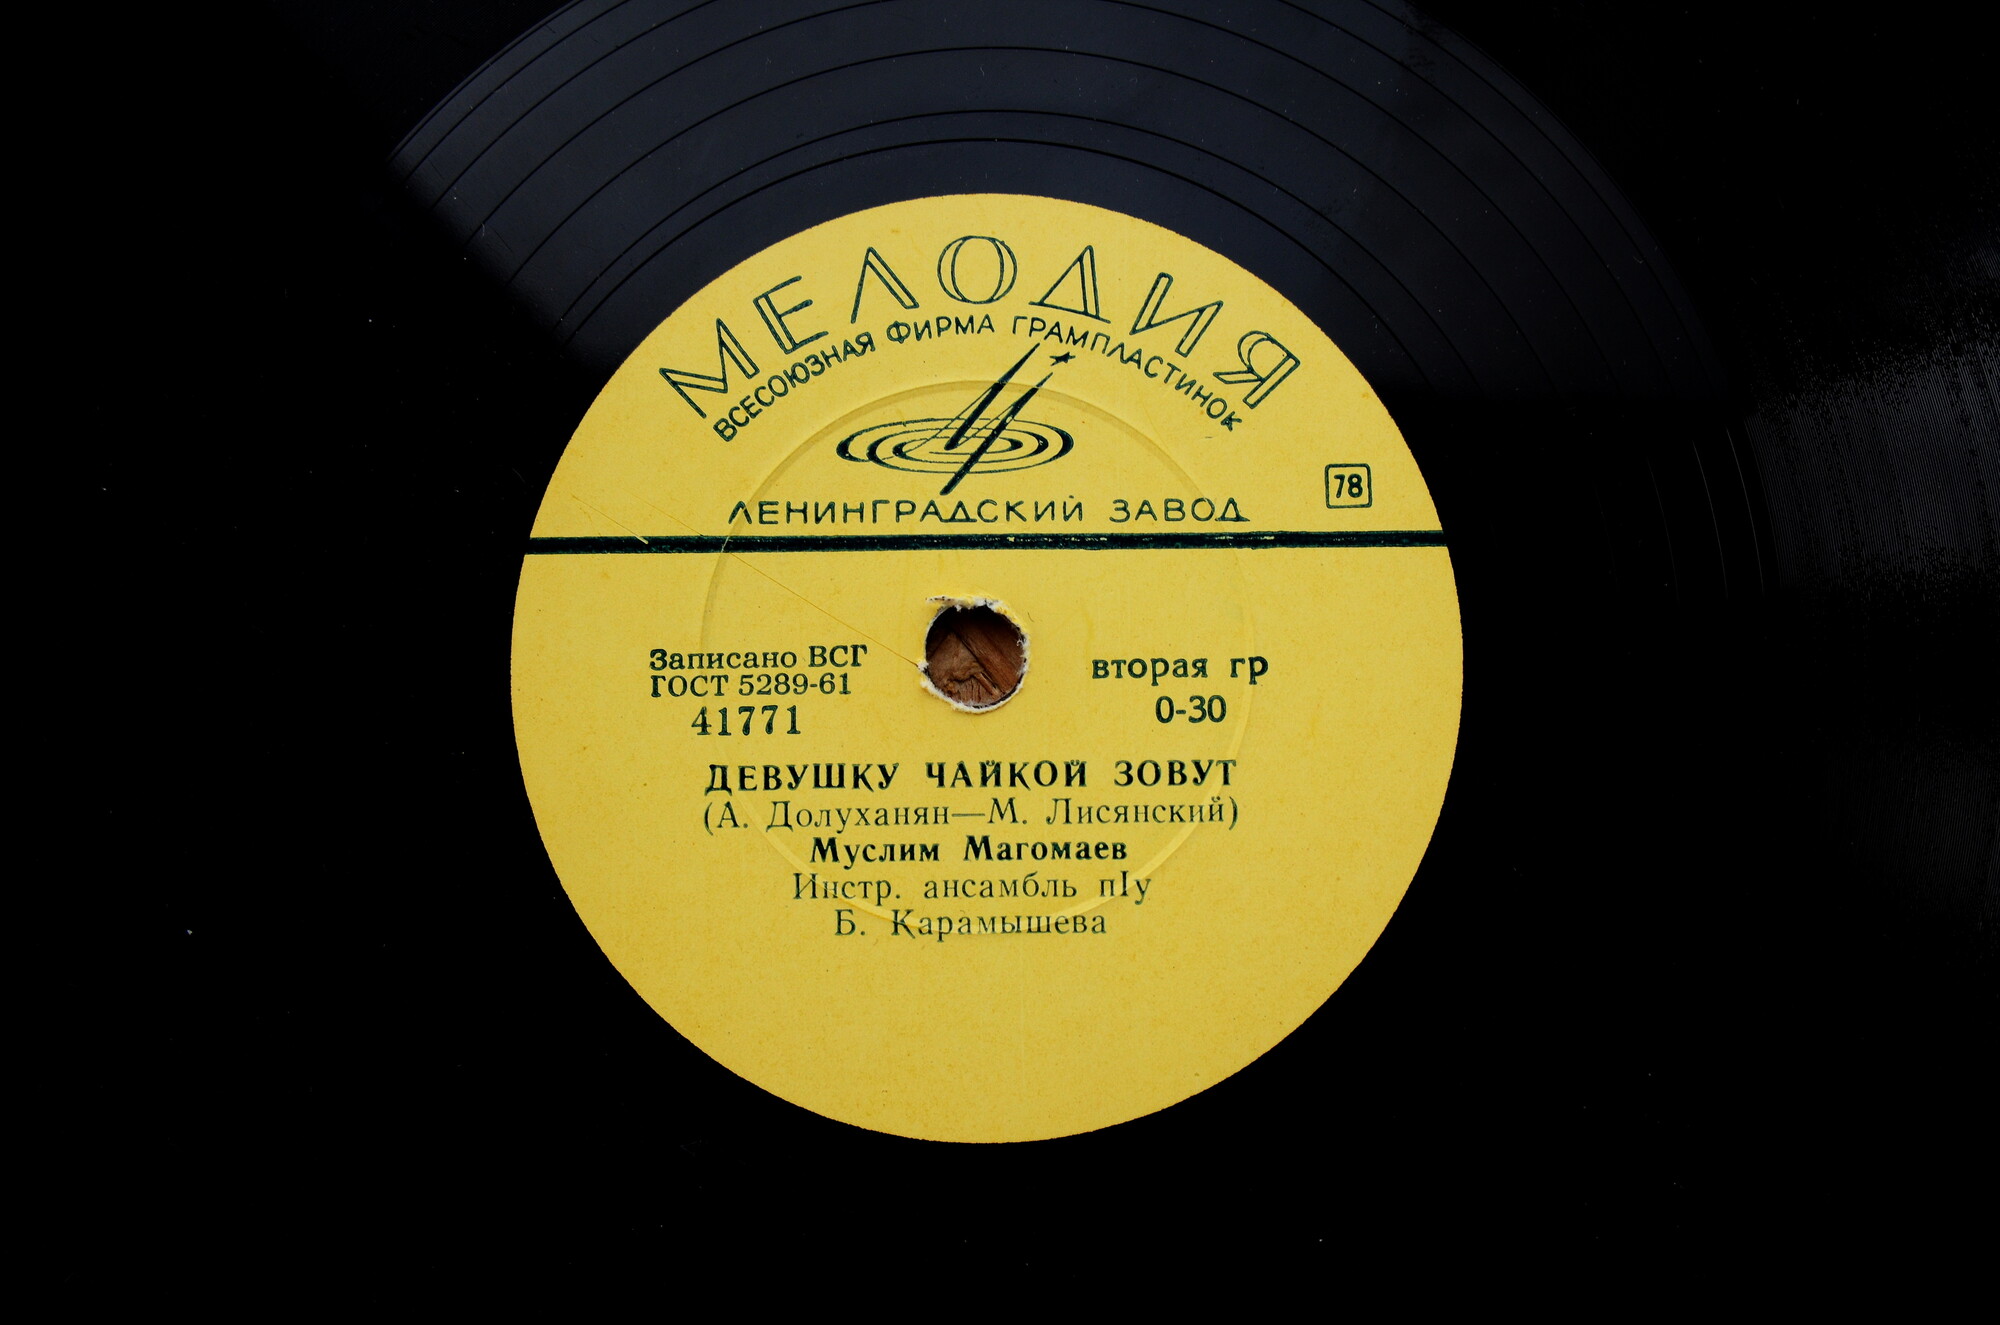 МЕЛОДИЯ
ВСЕСОЮЗНАЯ ФИРМА ГРАМПЛАСТИНОК
ЛЕНИНГРАДСКИЙ ЗАВОД
78
Записано ВСГ
ГОСТ 5289-61
41771
вторая гр
0-30
ДЕВУШКУ ЧАЙКОЙ ЗОВУТ
(А. Долуханян—М. Лисянский)
Муслим Магомаев
Инстр. ансамбль пIу
Б. Карамышева